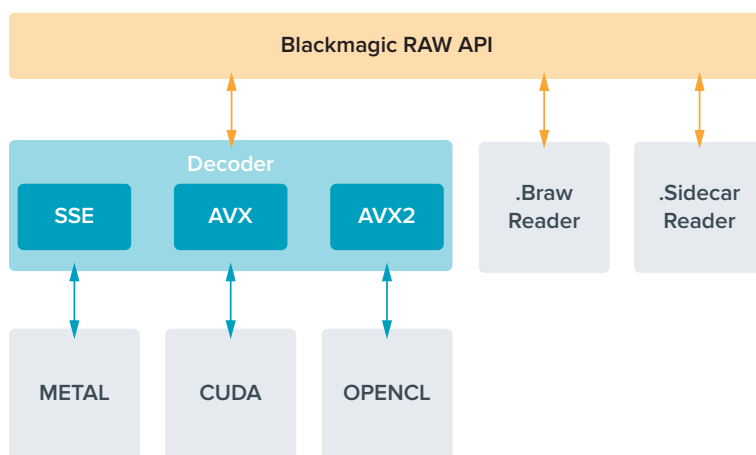 Blackmagic RAW API
Decoder
SSE
AVX
AVX2
.Braw
Reader
.Sidecar
Reader
METAL
CUDA
OPENCL